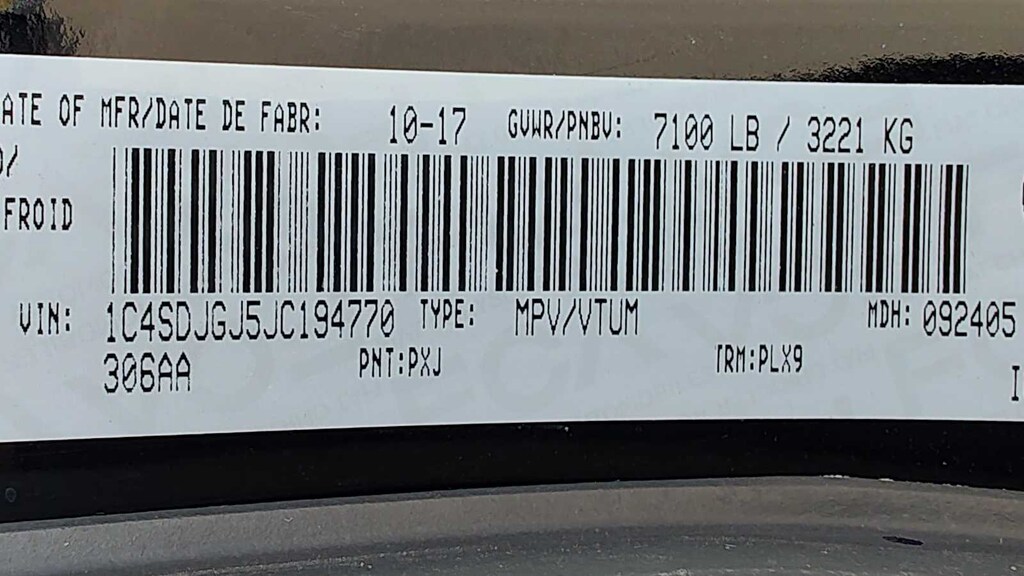 ATE OF MFR/DATE DE FABR: 10-17 GVWR/PNBV: 7100 LB / 3221 KG
FROID
VIN: 1C4SDJGJ5JC194770 TYPE: MPV/VTUM MDH: 092405
306AA PNT:PXJ TRM:PLX9